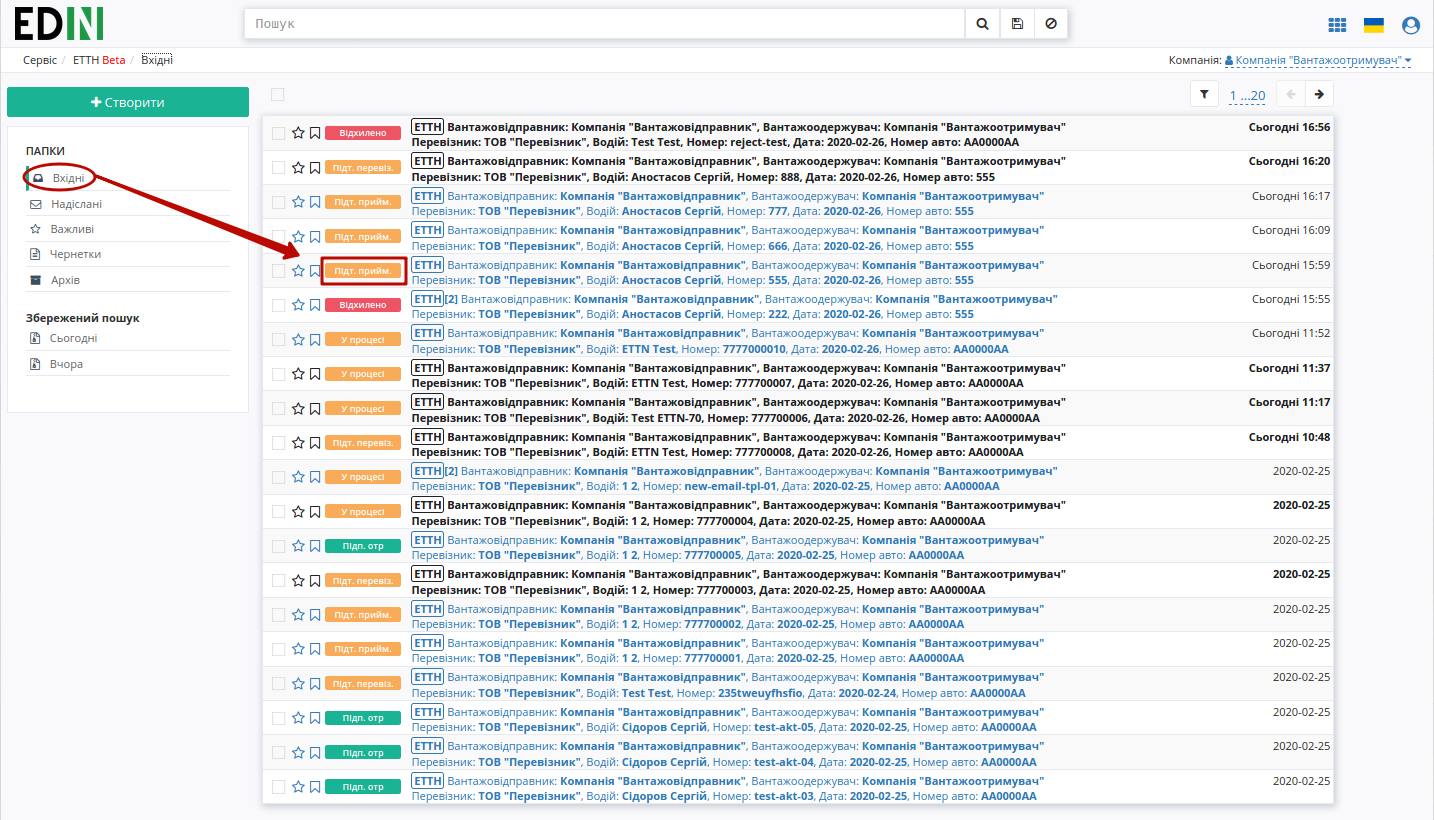 EDIN
Пошук
Сервіс / ЕТТН Beta / Вхідні
Компанія: Компанія "Вантажоотримувач"
Створити
1 ...20
ПАПКИ
Вхідні
Надіслані
Важливі
Чернетки
Архів
Збережений пошук
Сьогодні
Вчора
Відхилено ЕТТН Вантажовідправник: Компанія "Вантажовідправник", Вантажоодержувач: Компанія "Вантажоотримувач" Сьогодні 16:56
Перевізник: ТОВ "Перевізник", Водій: Test Test, Номер: reject-test, Дата: 2020-02-26, Номер авто: AA0000AA
Підт. перевіз. ЕТТН Вантажовідправник: Компанія "Вантажовідправник", Вантажоодержувач: Компанія "Вантажоотримувач" Сьогодні 16:20
Перевізник: ТОВ "Перевізник", Водій: Аностасов Сергій, Номер: 888, Дата: 2020-02-26, Номер авто: 555
Підт. прийм. ЕТТН Вантажовідправник: Компанія "Вантажовідправник", Вантажоодержувач: Компанія "Вантажоотримувач" Сьогодні 16:17
Перевізник: ТОВ "Перевізник", Водій: Аностасов Сергій, Номер: 777, Дата: 2020-02-26, Номер авто: 555
Підт. прийм. ЕТТН Вантажовідправник: Компанія "Вантажовідправник", Вантажоодержувач: Компанія "Вантажоотримувач" Сьогодні 16:09
Перевізник: ТОВ "Перевізник", Водій: Аностасов Сергій, Номер: 666, Дата: 2020-02-26, Номер авто: 555
Підт. прийм. ЕТТН Вантажовідправник: Компанія "Вантажовідправник", Вантажоодержувач: Компанія "Вантажоотримувач" Сьогодні 15:59
Перевізник: ТОВ "Перевізник", Водій: Аностасов Сергій, Номер: 555, Дата: 2020-02-26, Номер авто: 555
Відхилено ЕТТН[2] Вантажовідправник: Компанія "Вантажовідправник", Вантажоодержувач: Компанія "Вантажоотримувач" Сьогодні 15:55
Перевізник: ТОВ "Перевізник", Водій: Аностасов Сергій, Номер: 222, Дата: 2020-02-26, Номер авто: 555
У процесі ЕТТН Вантажовідправник: Компанія "Вантажовідправник", Вантажоодержувач: Компанія "Вантажоотримувач" Сьогодні 11:52
Перевізник: ТОВ "Перевізник", Водій: ETTN Test, Номер: 7777000010, Дата: 2020-02-26, Номер авто: AA0000AA
У процесі ЕТТН Вантажовідправник: Компанія "Вантажовідправник", Вантажоодержувач: Компанія "Вантажоотримувач" Сьогодні 11:37
Перевізник: ТОВ "Перевізник", Водій: ETTN Test, Номер: 777700007, Дата: 2020-02-26, Номер авто: AA0000AA
У процесі ЕТТН Вантажовідправник: Компанія "Вантажовідправник", Вантажоодержувач: Компанія "Вантажоотримувач" Сьогодні 11:17
Перевізник: ТОВ "Перевізник", Водій: Test ETTN-70, Номер: 777700006, Дата: 2020-02-26, Номер авто: AA0000AA
Підт. перевіз. ЕТТН Вантажовідправник: Компанія "Вантажовідправник", Вантажоодержувач: Компанія "Вантажоотримувач" Сьогодні 10:48
Перевізник: ТОВ "Перевізник", Водій: ETTN Test, Номер: 777700008, Дата: 2020-02-26, Номер авто: AA0000AA
У процесі ЕТТН[2] Вантажовідправник: Компанія "Вантажовідправник", Вантажоодержувач: Компанія "Вантажоотримувач" 2020-02-25
Перевізник: ТОВ "Перевізник", Водій: 1 2, Номер: new-email-tpl-01, Дата: 2020-02-25, Номер авто: AA0000AA
У процесі ЕТТН Вантажовідправник: Компанія "Вантажовідправник", Вантажоодержувач: Компанія "Вантажоотримувач" 2020-02-25
Перевізник: ТОВ "Перевізник", Водій: 1 2, Номер: 777700004, Дата: 2020-02-25, Номер авто: AA0000AA
Підп. отр ЕТТН Вантажовідправник: Компанія "Вантажовідправник", Вантажоодержувач: Компанія "Вантажоотримувач" 2020-02-25
Перевізник: ТОВ "Перевізник", Водій: 1 2, Номер: 777700005, Дата: 2020-02-25, Номер авто: AA0000AA
Підт. перевіз. ЕТТН Вантажовідправник: Компанія "Вантажовідправник", Вантажоодержувач: Компанія "Вантажоотримувач" 2020-02-25
Перевізник: ТОВ "Перевізник", Водій: 1 2, Номер: 777700003, Дата: 2020-02-25, Номер авто: AA0000AA
Підт. прийм. ЕТТН Вантажовідправник: Компанія "Вантажовідправник", Вантажоодержувач: Компанія "Вантажоотримувач" 2020-02-25
Перевізник: ТОВ "Перевізник", Водій: 1 2, Номер: 777700002, Дата: 2020-02-25, Номер авто: AA0000AA
Підт. прийм. ЕТТН Вантажовідправник: Компанія "Вантажовідправник", Вантажоодержувач: Компанія "Вантажоотримувач" 2020-02-25
Перевізник: ТОВ "Перевізник", Водій: 1 2, Номер: 777700001, Дата: 2020-02-25, Номер авто: AA0000AA
Підт. перевіз. ЕТТН Вантажовідправник: Компанія "Вантажовідправник", Вантажоодержувач: Компанія "Вантажоотримувач" 2020-02-25
Перевізник: ТОВ "Перевізник", Водій: Test Test, Номер: 235tweuyfhsfio, Дата: 2020-02-24, Номер авто: AA0000AA
Підп. отр ЕТТН Вантажовідправник: Компанія "Вантажовідправник", Вантажоодержувач: Компанія "Вантажоотримувач" 2020-02-25
Перевізник: ТОВ "Перевізник", Водій: Сідоров Сергій, Номер: test-akt-05, Дата: 2020-02-25, Номер авто: AA0000AA
Підп. отр ЕТТН Вантажовідправник: Компанія "Вантажовідправник", Вантажоодержувач: Компанія "Вантажоотримувач" 2020-02-25
Перевізник: ТОВ "Перевізник", Водій: Сідоров Сергій, Номер: test-akt-04, Дата: 2020-02-25, Номер авто: AA0000AA
Підп. отр ЕТТН Вантажовідправник: Компанія "Вантажовідправник", Вантажоодержувач: Компанія "Вантажоотримувач" 2020-02-25
Перевізник: ТОВ "Перевізник", Водій: Сідоров Сергій, Номер: test-akt-03, Дата: 2020-02-25, Номер авто: AA0000AA